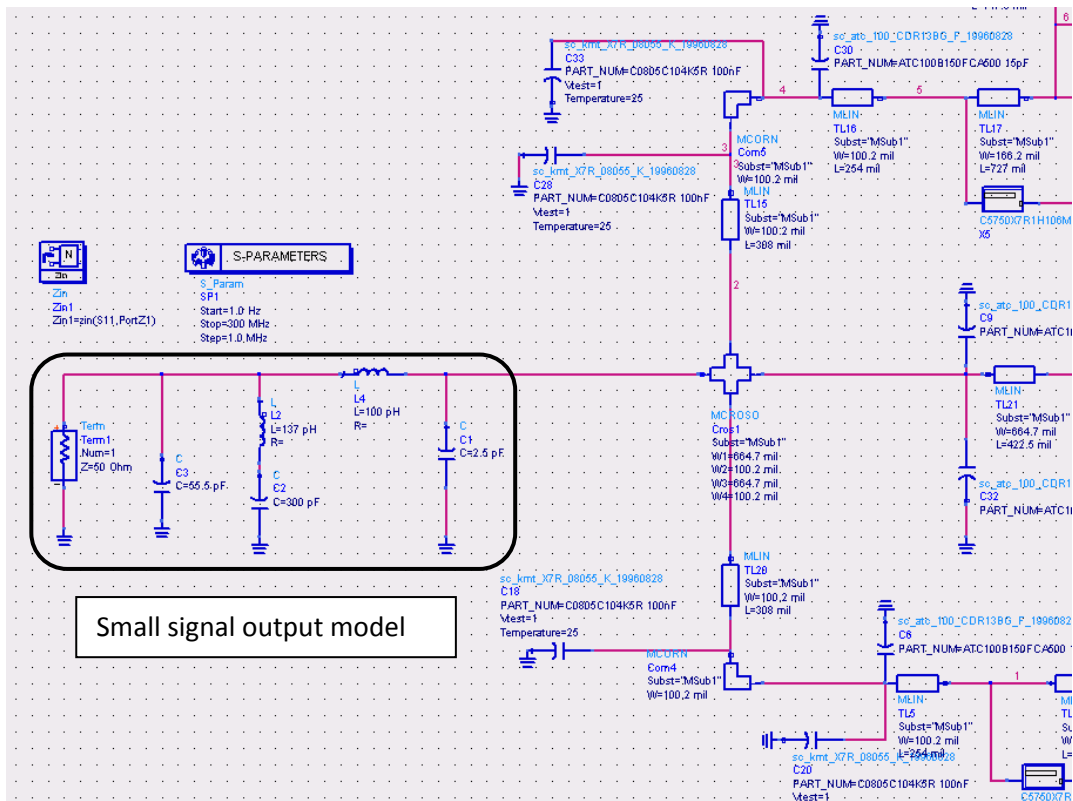 6
sc_kmt_X7R_08055_K_19960828
C33
PART_NUM=C0805C104K5R 100nF
Vtest=1
Temperature=25
sc_atc_100_CDR13BG_F_19960828
C30
PART_NUM=ATC100B150FCA500 15pF
4
5
MCORN
Corn5
Subst="MSub1"
W=100.2 mil
MLIN
TL16
Subst="MSub1"
W=100.2 mil
L=254 mil
MLIN
TL17
Subst="MSub1"
W=166.2 mil
L=727 mil
3
3
sc_kmt_X7R_08055_K_19960828
C28
PART_NUM=C0805C104K5R 100nF
Vtest=1
Temperature=25
MLIN
TL15
Subst="MSub1"
W=100.2 mil
L=308 mil
C5750X7R1H106M
X5
N
Zin
Zin
Zin1
Zin1=zin(S11,PortZ1)
S-PARAMETERS
S_Param
SP1
Start=1.0 Hz
Stop=300 MHz
Step=1.0 MHz
2
sc_atc_100_CDR1
C9
PART_NUM=ATC1
L
L4
L=100 pH
R=
MLIN
TL21
Subst="MSub1"
W=664.7 mil
L=422.5 mil
Term
Term1
Num=1
Z=50 Ohm
C
C3
C=55.5 pF
L
L2
L=137 pH
R=
C
C2
C=300 pF
C
C1
C=2.5 pF
MCROSO
Cros1
Subst="MSub1"
W1=664.7 mil
W2=100.2 mil
W3=664.7 mil
W4=100.2 mil
sc_atc_100_CDR1
C32
PART_NUM=ATC1
MLIN
TL20
Subst="MSub1"
W=100.2 mil
L=308 mil
Small signal output model
sc_kmt_X7R_08055_K_19960828
C18
PART_NUM=C0805C104K5R 100nF
Vtest=1
Temperature=25
sc_atc_100_CDR13BG_F_1996082
C6
PART_NUM=ATC100B150FCA500 1
MCORN
Corn4
Subst="MSub1"
W=100.2 mil
1
MLIN
TL5
Subst="MSub1"
W=100.2 mil
L=254 mil
sc_kmt_X7R_08055_K_19960828
C20
PART_NUM=C0805C104K5R 100nF
Vtest=1
C5750X7R